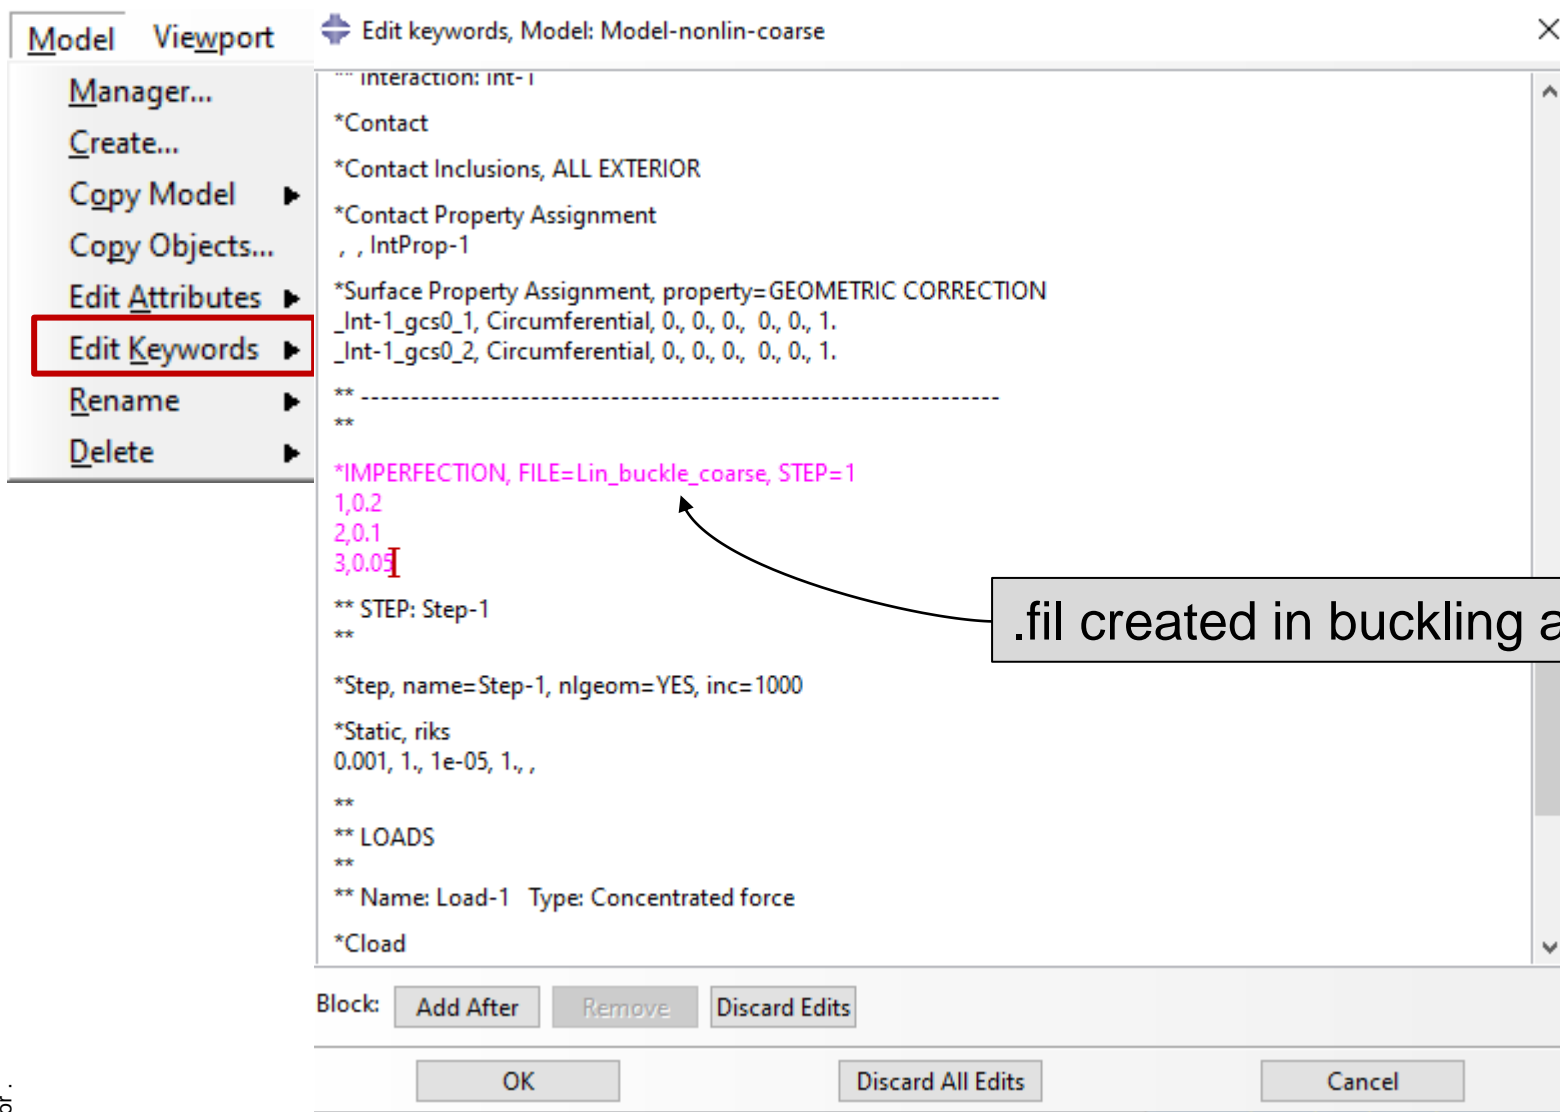 Model Viewport
Manager...
Create...
Copy Model
Copy Objects...
Edit Attributes
Edit Keywords
Rename
Delete
Edit keywords, Model: Model-nonlin-coarse
** Interaction: Int-1
*Contact
*Contact Inclusions, ALL EXTERIOR
*Contact Property Assignment
, , IntProp-1
*Surface Property Assignment, property=GEOMETRIC CORRECTION
_Int-1_gcs0_1, Circumferential, 0., 0., 0., 0., 0., 1.
_Int-1_gcs0_2, Circumferential, 0., 0., 0., 0., 0., 1.
** ----------------------------------------------------------------
**
*IMPERFECTION, FILE=Lin_buckle_coarse, STEP=1
1,0.2
2,0.1
3,0.05
.fil created in buckling a
** STEP: Step-1
**
*Step, name=Step-1, nlgeom=YES, inc=1000
*Static, riks
0.001, 1., 1e-05, 1., ,
**
** LOADS
**
** Name: Load-1 Type: Concentrated force
*Cload
Block: Add After Remove Discard Edits
OK Discard All Edits Cancel